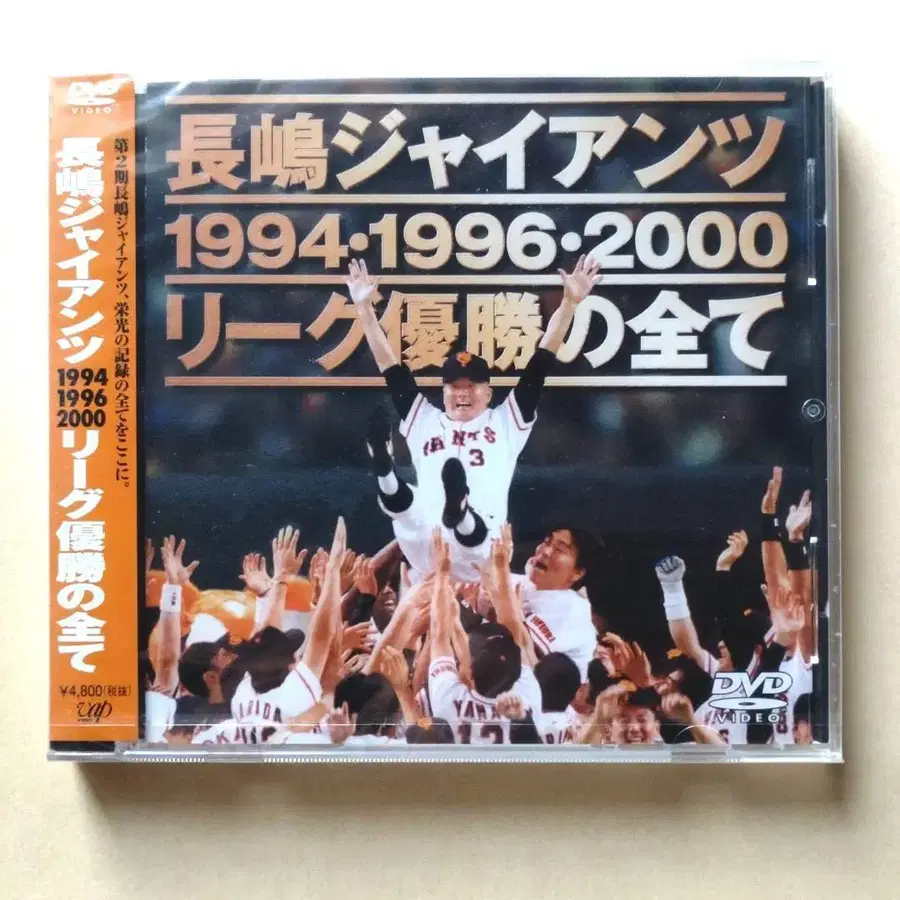 DVD
VIDEO
長嶋ジャイアンツ
1994
1996
2000
リーグ優勝の全て
第2期長嶋ジャイアンツ、栄光の記録の全てをここに。
¥4,800(税抜)
vap
VIDEO
長嶋ジャイアンツ
1994・1996・2000
リーグ優勝の全て
GIANTS
3
YAMA
13
DVD
VIDEO